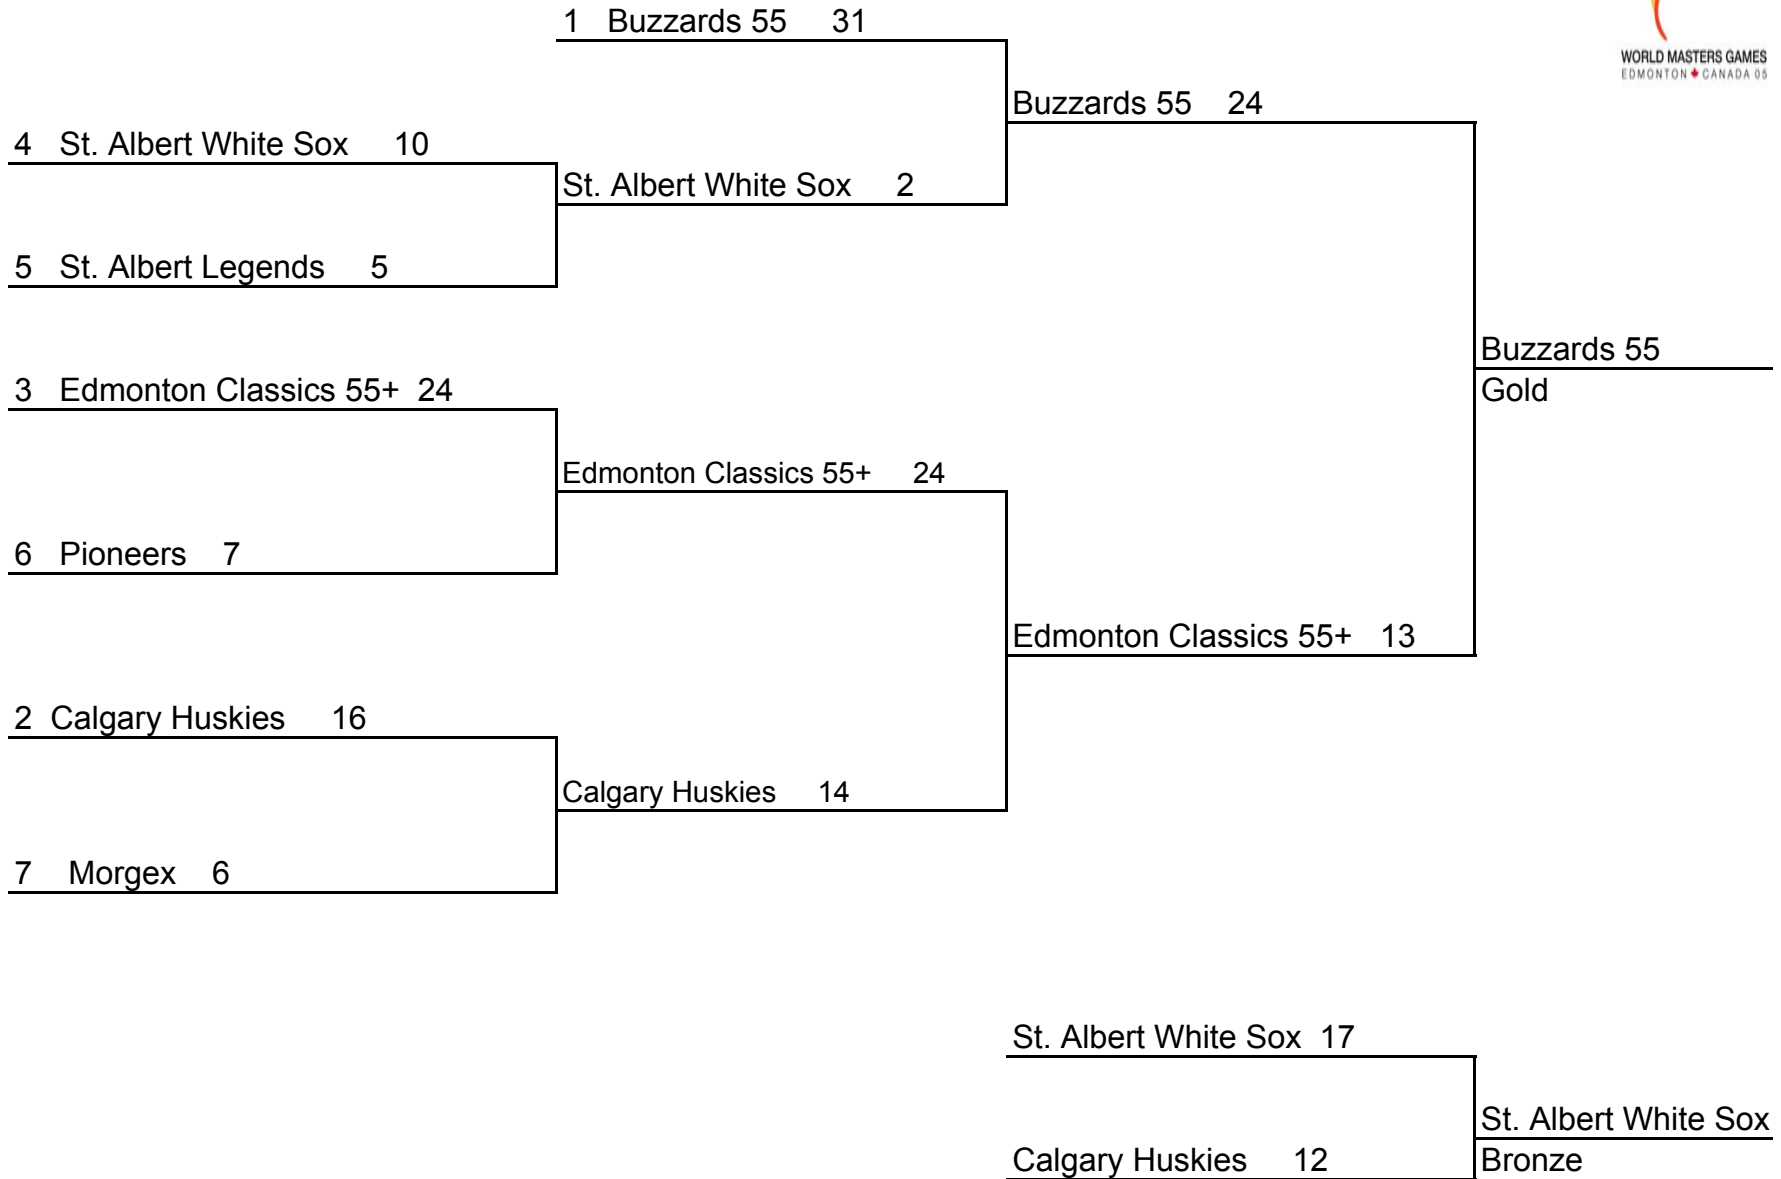 1 Buzzards 55 31
WORLD MASTERS GAMES
EDMONTON CANADA 05
Buzzards 55 24
4 St. Albert White Sox 10
St. Albert White Sox 2
5 St. Albert Legends 5
Buzzards 55
3 Edmonton Classics 55+ 24
Gold
Edmonton Classics 55+ 24
6 Pioneers 7
Edmonton Classics 55+ 13
2 Calgary Huskies 16
Calgary Huskies 14
7 Morgex 6
St. Albert White Sox 17
St. Albert White Sox
Calgary Huskies 12
Bronze